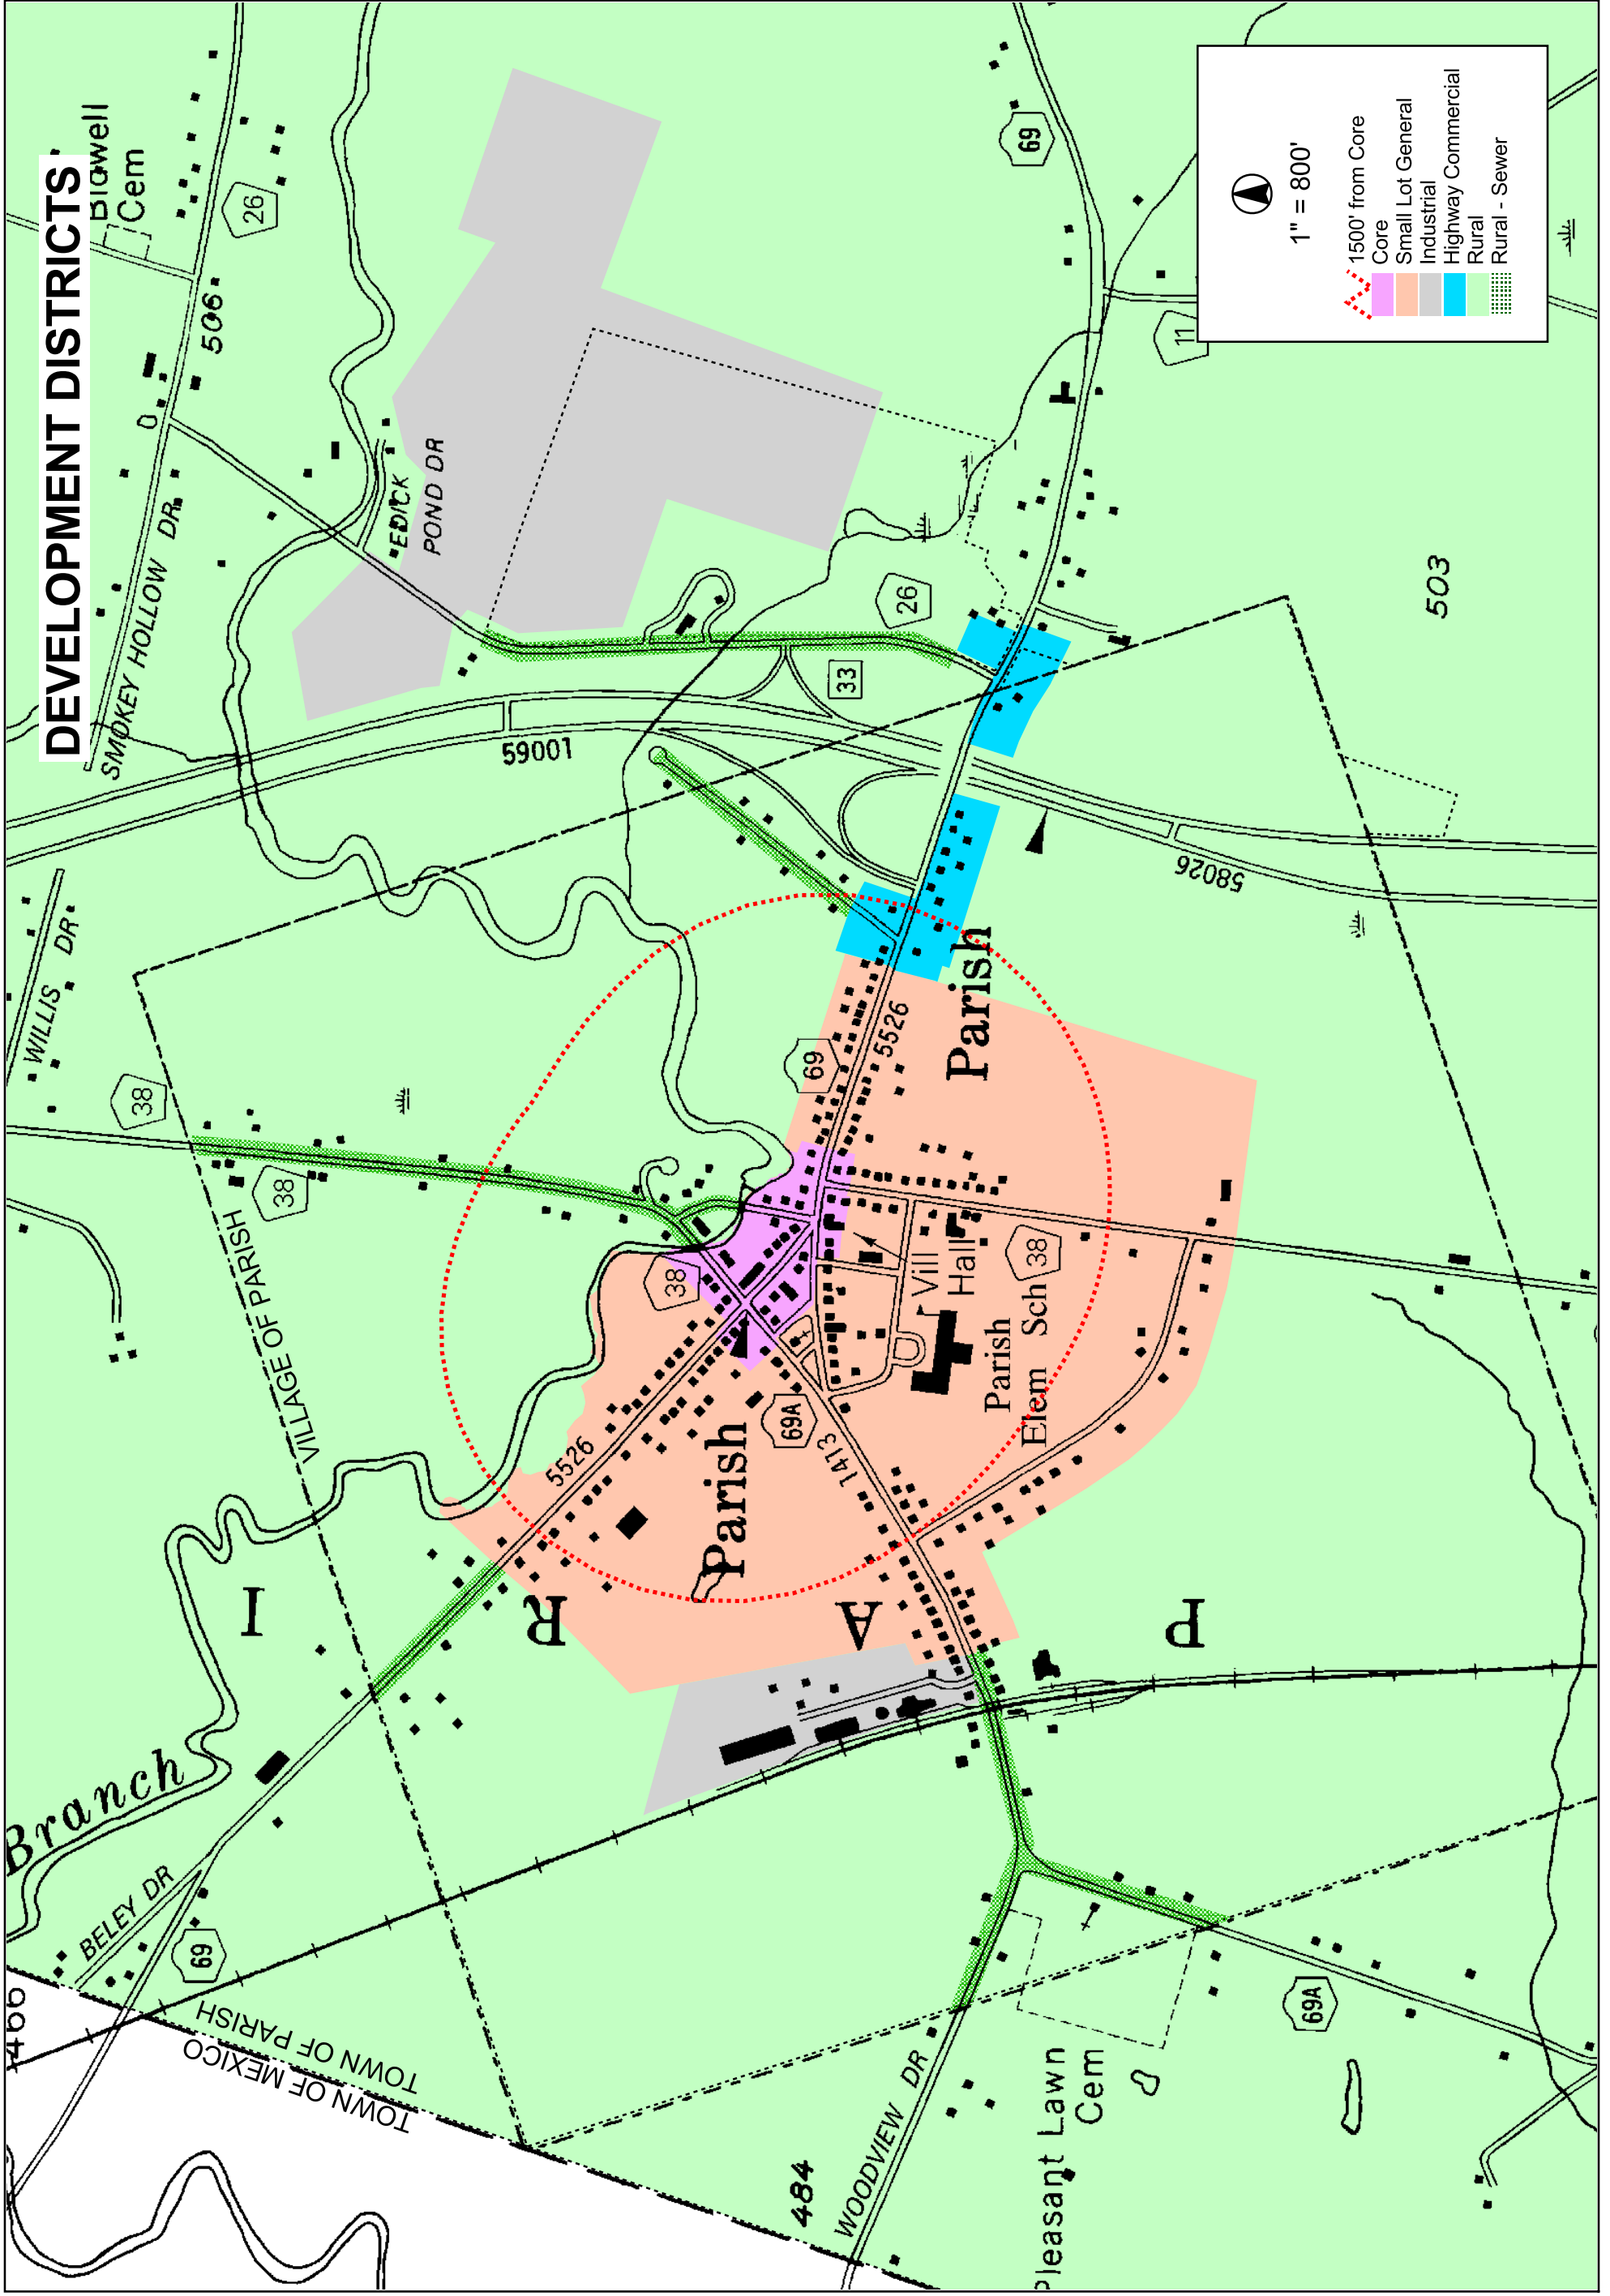 DEVELOPMENT DISTRICTS
Bidwell
Cem
26
506
SMOKEY HOLLOW DR
EDICK
POND DR
WILLIS DR
38
VILLAGE OF PARISH
38
10069
33
26
69
11
503
58026
Branch
BELEY DR
69
TOWN OF PARISH
TOWN OF MEXICO
5526
38
69
5526
Parish
Parish
69A
1413
Vill
Hall
Parish
Elem Sch
38
P
A
R
I
484
WOODVIEW DR
Pleasant Lawn
Cem
69A
1" = 800'
1500' from Core
Core
Small Lot General
Industrial
Highway Commercial
Rural
Rural - Sewer